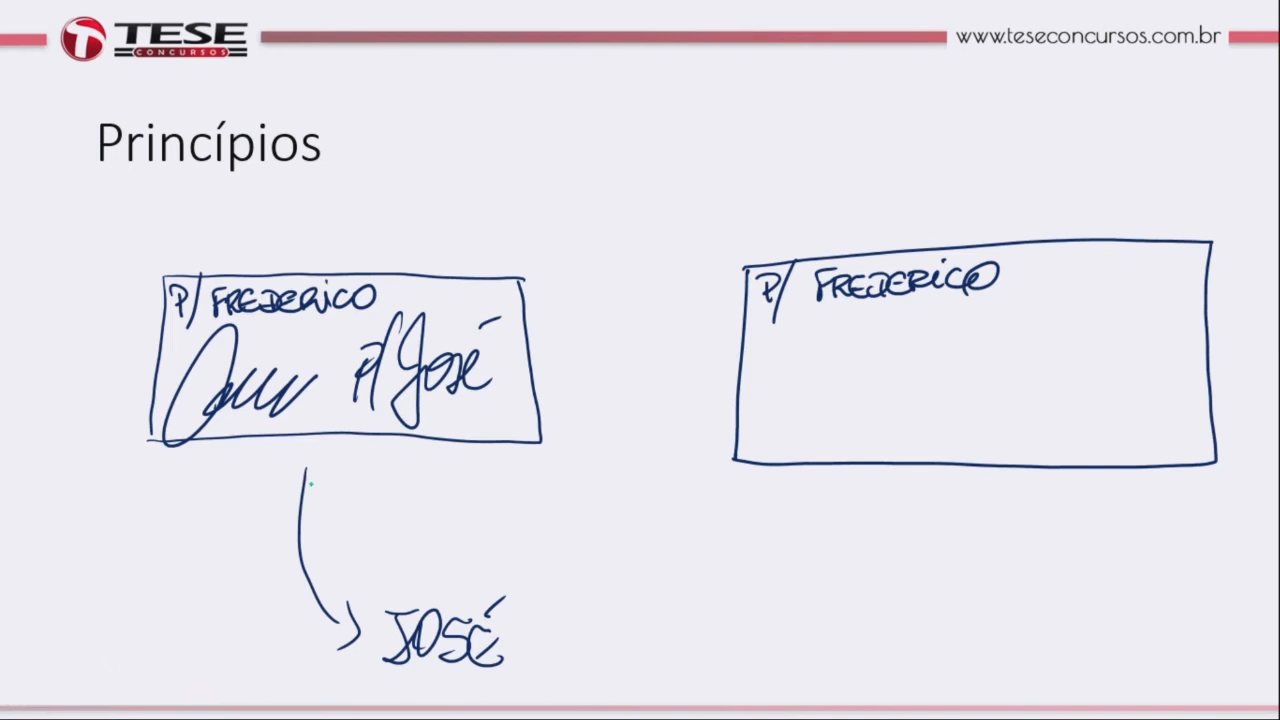 TESE
CONCURSOS
www.teseconcursos.com.br
Princípios
P/ FREDERICO
P/ José
P/ FREDERICO
JOSÉ